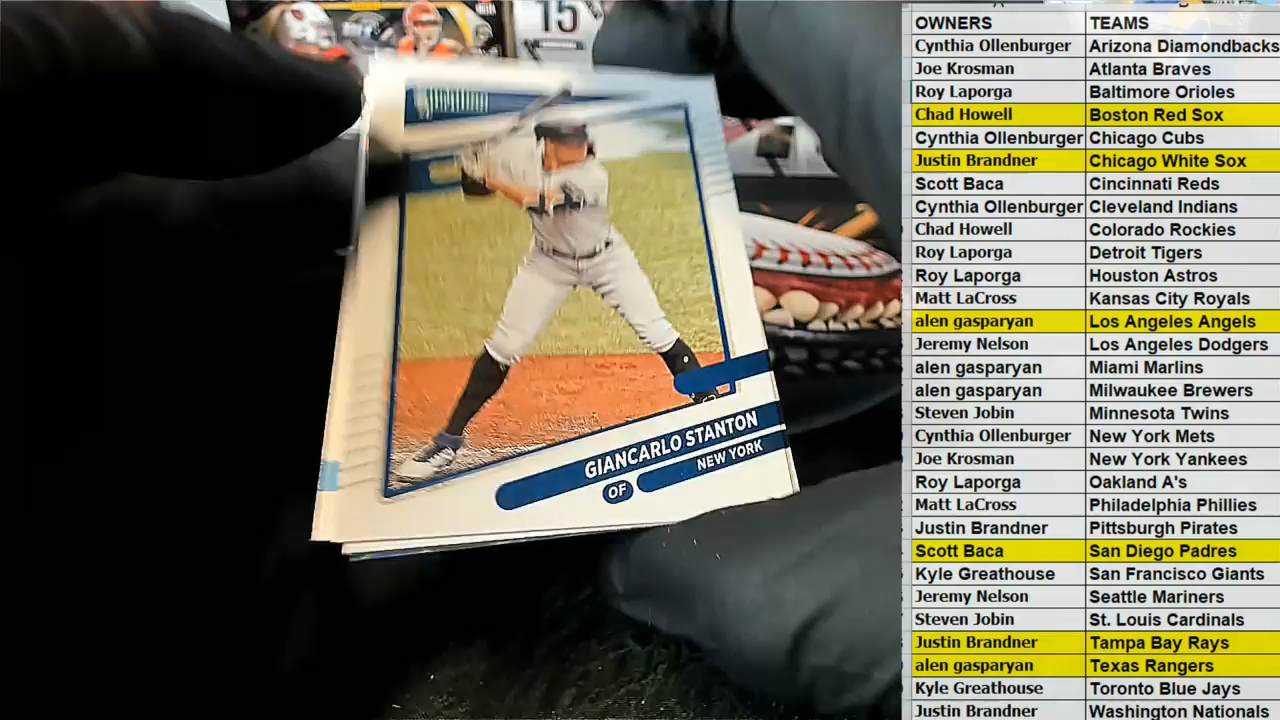 15
GIANCARLO STANTON
OF
NEW YORK
OWNERS TEAMS
Cynthia Ollenburger Arizona Diamondbacks
Joe Krosman Atlanta Braves
Roy Laporga Baltimore Orioles
Chad Howell Boston Red Sox
Cynthia Ollenburger Chicago Cubs
Justin Brandner Chicago White Sox
Scott Baca Cincinnati Reds
Cynthia Ollenburger Cleveland Indians
Chad Howell Colorado Rockies
Roy Laporga Detroit Tigers
Roy Laporga Houston Astros
Matt LaCross Kansas City Royals
alen gasparyan Los Angeles Angels
Jeremy Nelson Los Angeles Dodgers
alen gasparyan Miami Marlins
alen gasparyan Milwaukee Brewers
Steven Jobin Minnesota Twins
Cynthia Ollenburger New York Mets
Joe Krosman New York Yankees
Roy Laporga Oakland A's
Matt LaCross Philadelphia Phillies
Justin Brandner Pittsburgh Pirates
Scott Baca San Diego Padres
Kyle Greathouse San Francisco Giants
Jeremy Nelson Seattle Mariners
Steven Jobin St. Louis Cardinals
Justin Brandner Tampa Bay Rays
alen gasparyan Texas Rangers
Kyle Greathouse Toronto Blue Jays
Justin Brandner Washington Nationals